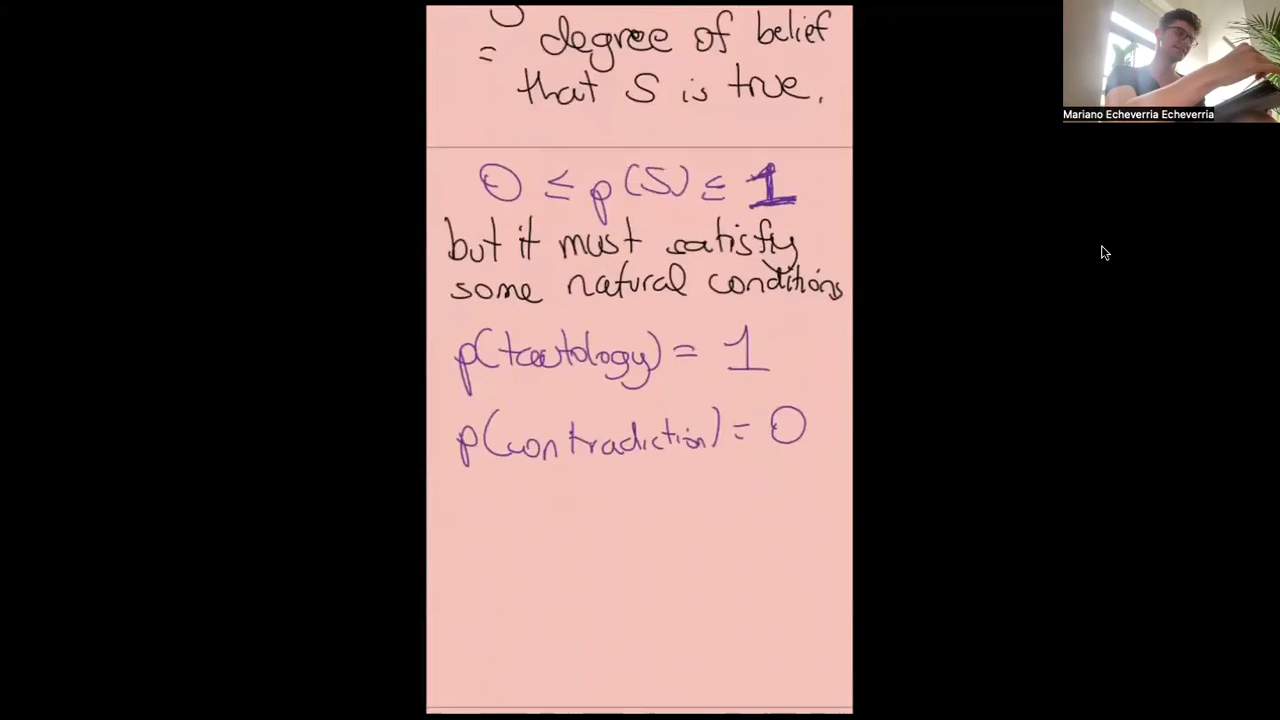 = degree of belief
that S is true.
0 ≤ p(S) ≤ 1
but it must satisfy
some natural conditions
p(tautology) = 1
p(contradiction) = 0
Mariano Echeverria Echeverria